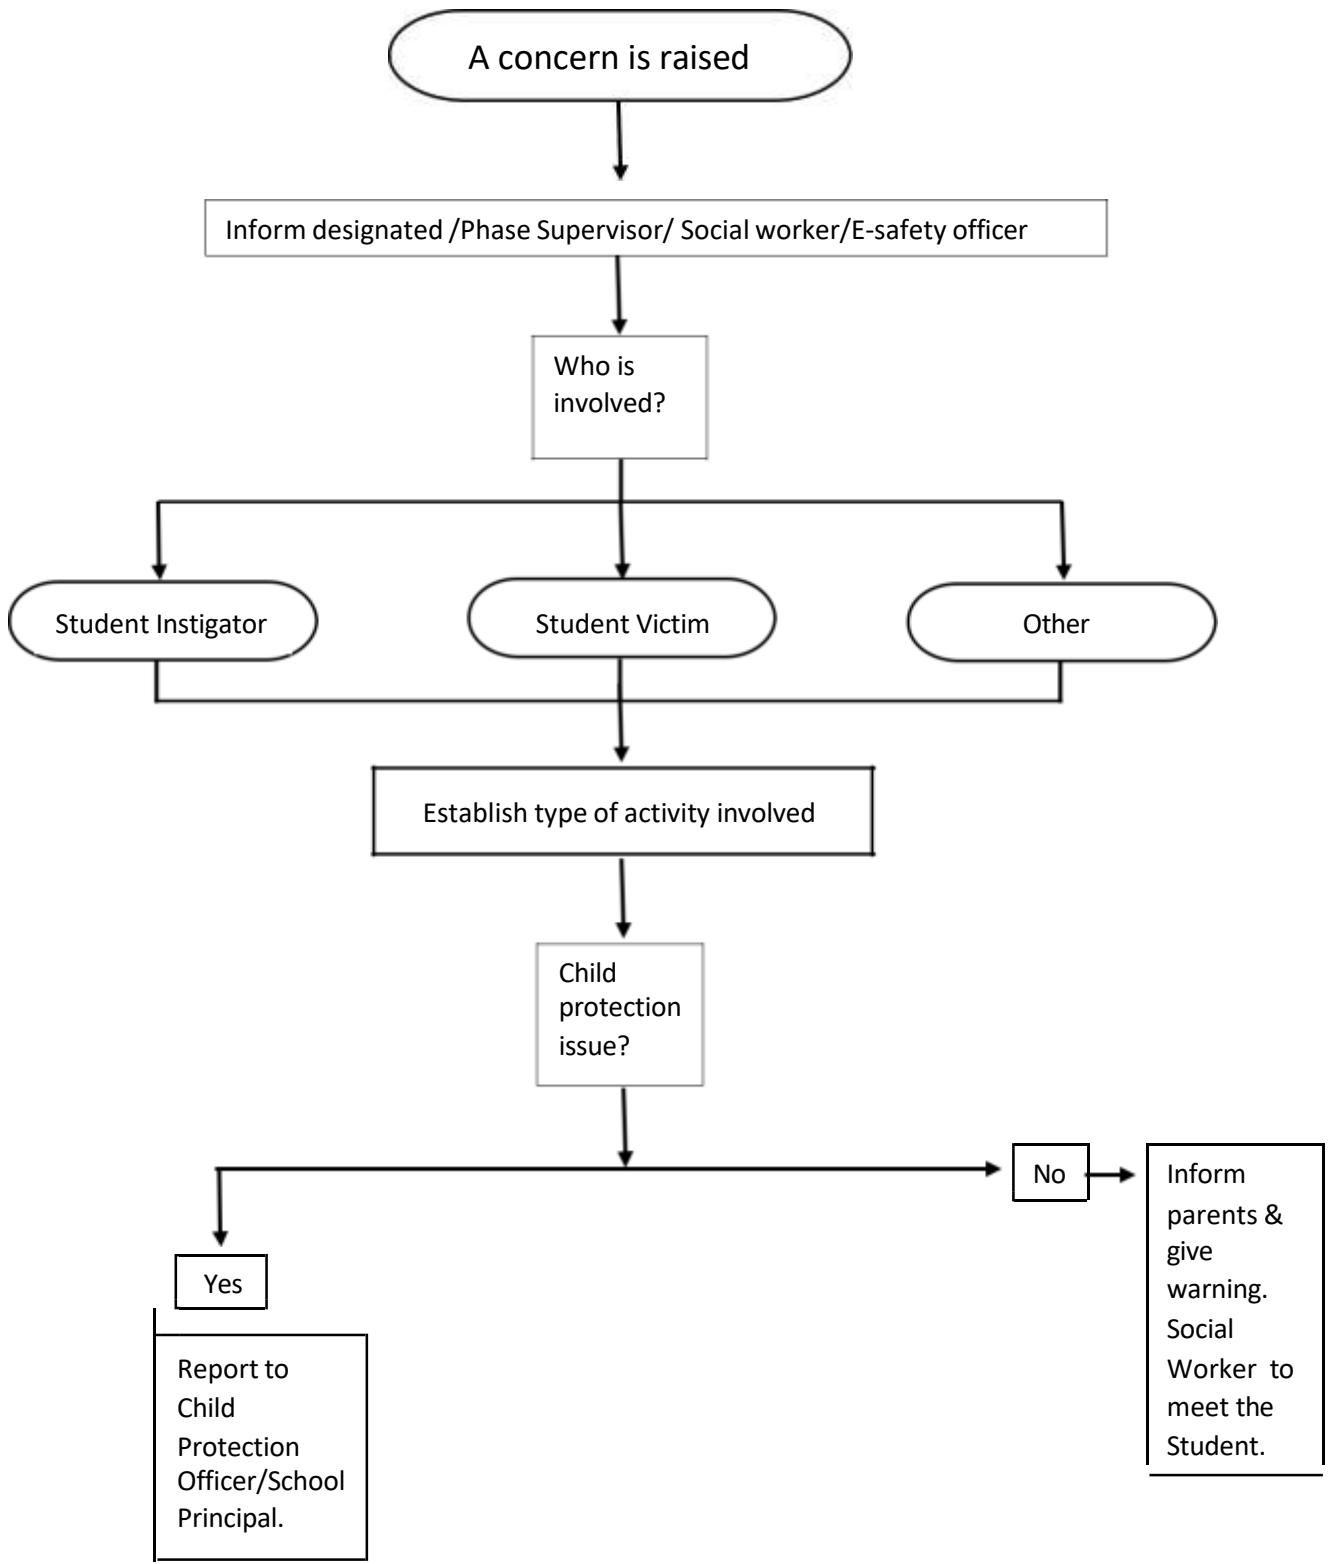 A concern is raised
Inform designated /Phase Supervisor/ Social worker/E-safety officer
Who is
involved?
Student Instigator
Student Victim
Other
Establish type of activity involved
Child
protection
issue?
No
Inform
parents &
give
warning.
Social
Worker to
meet the
Student.
Yes
Report to
Child
Protection
Officer/School
Principal.